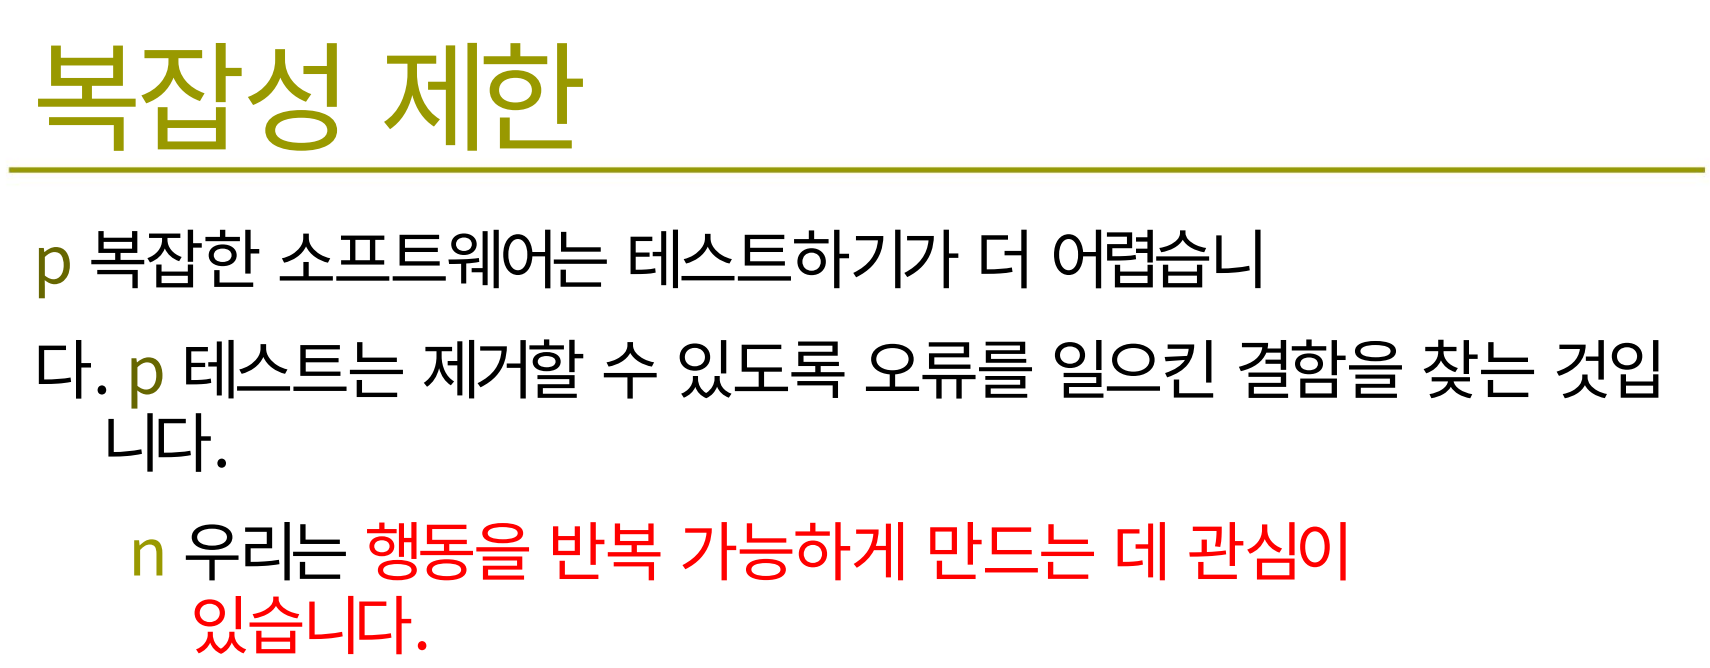 복잡성 제한
p 복잡한 소프트웨어는 테스트하기가 더 어렵습니
다. p 테스트는 제거할 수 있도록 오류를 일으킨 결함을 찾는 것입
니다.
n 우리는 행동을 반복 가능하게 만드는 데 관심이
있습니다.